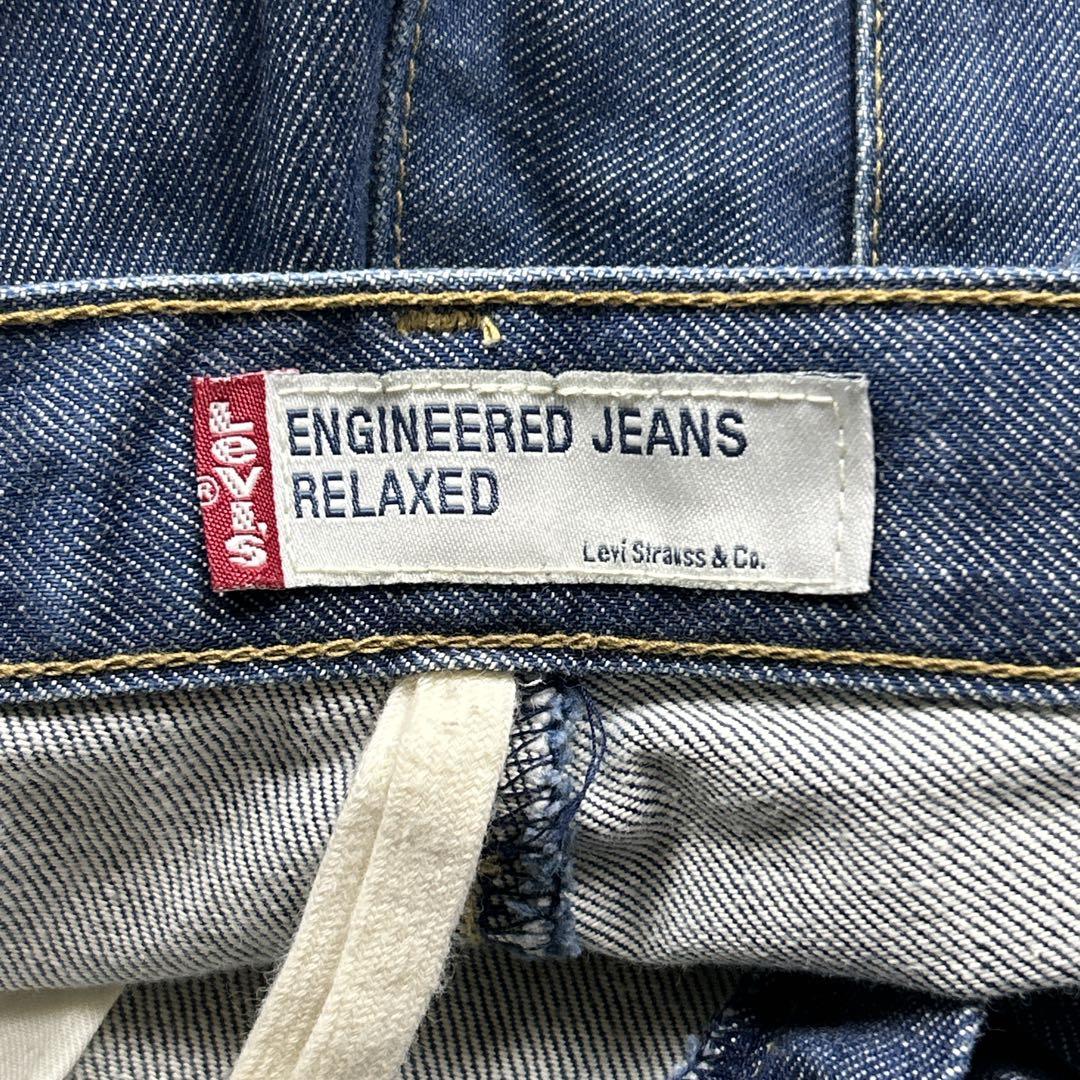 LEVI'S®
ENGINEERED JEANS
RELAXED
Levi Strauss & Co.